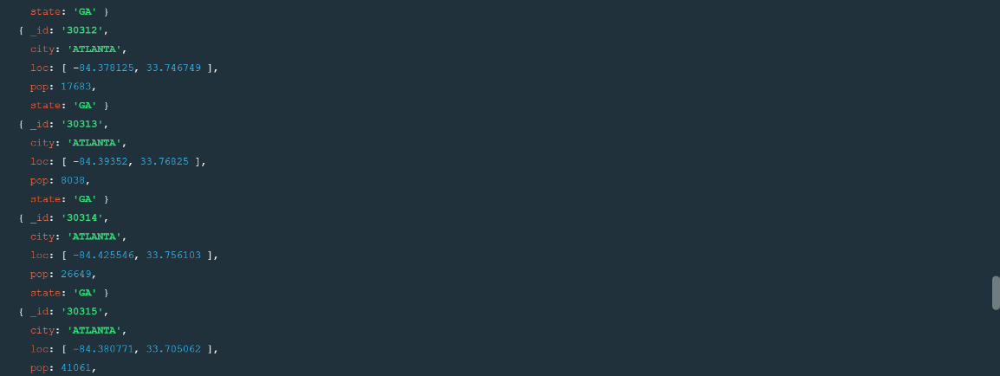 state: 'GA' }
{ _id: '30312',
city: 'ATLANTA',
loc: [ -84.378125, 33.746749 ],
pop: 17683,
state: 'GA' }
{ _id: '30313',
city: 'ATLANTA',
loc: [ -84.39352, 33.76825 ],
pop: 8038,
state: 'GA' }
{ _id: '30314',
city: 'ATLANTA',
loc: [ -84.425546, 33.756103 ],
pop: 26649,
state: 'GA' }
{ _id: '30315',
city: 'ATLANTA',
loc: [ -84.380771, 33.705062 ],
pop: 41061,